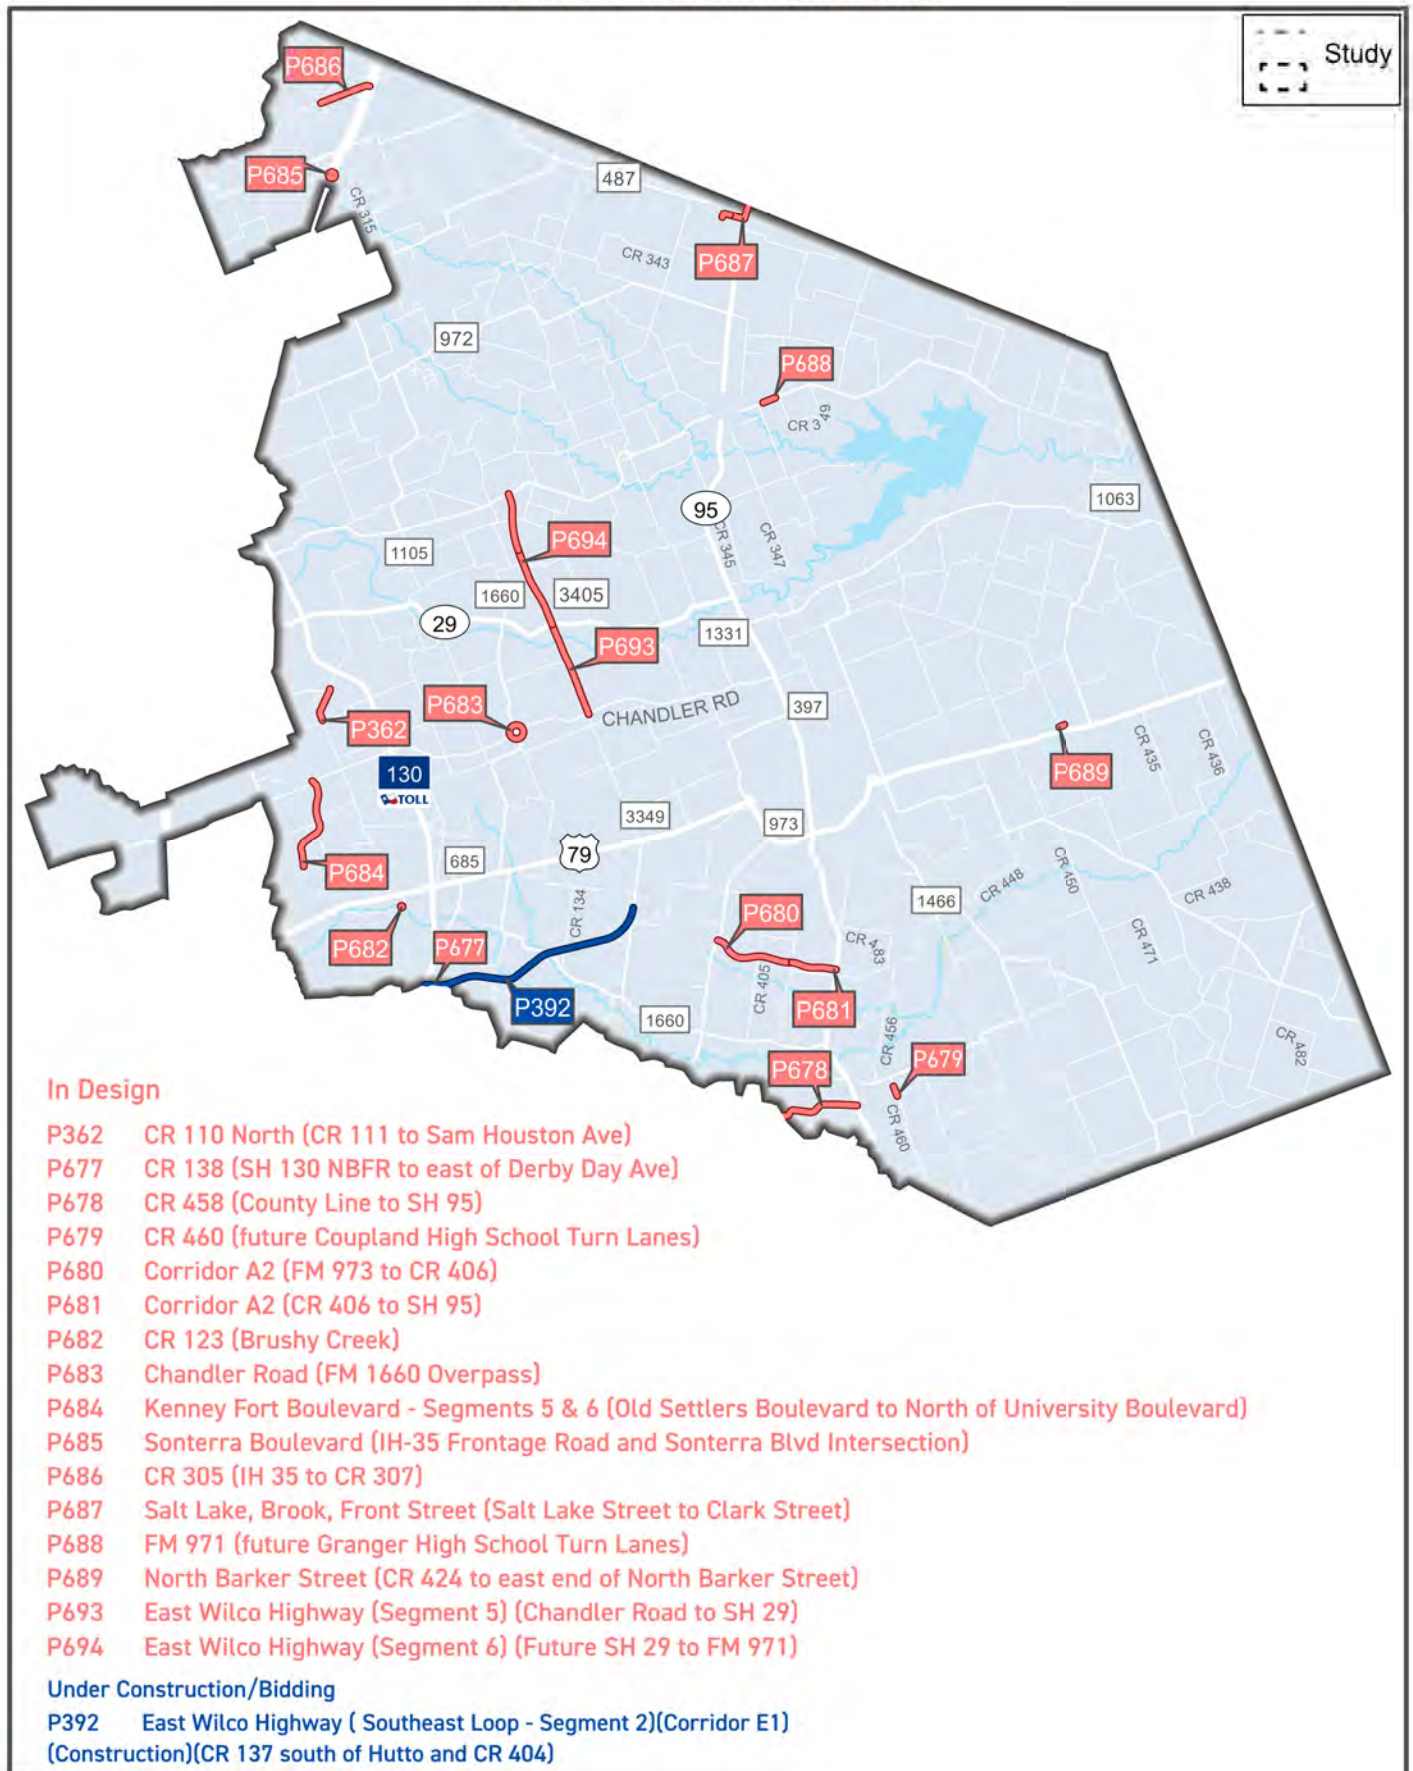 Study
P686
P685
487
CR 315
CR 343
P687
972
P688
CR 349
1063
95
CR 345
CR 347
P694
1105
1660
3405
29
1331
P693
CHANDLER RD
397
P683
P362
130
TOLL
P689
CR 435
CR 436
3349
973
79
685
P684
CR 134
CR 448
CR 450
CR 438
1466
P680
P682
P677
CR 483
CR 471
CR 405
P392
P681
1660
CR 456
CR 482
P678
P679
CR 460
In Design
P362 CR 110 North (CR 111 to Sam Houston Ave)
P677 CR 138 (SH 130 NBFR to east of Derby Day Ave)
P678 CR 458 (County Line to SH 95)
P679 CR 460 (future Coupland High School Turn Lanes)
P680 Corridor A2 (FM 973 to CR 406)
P681 Corridor A2 (CR 406 to SH 95)
P682 CR 123 (Brushy Creek)
P683 Chandler Road (FM 1660 Overpass)
P684 Kenney Fort Boulevard - Segments 5 & 6 (Old Settlers Boulevard to North of University Boulevard)
P685 Sonterra Boulevard (IH-35 Frontage Road and Sonterra Blvd Intersection)
P686 CR 305 (IH 35 to CR 307)
P687 Salt Lake, Brook, Front Street (Salt Lake Street to Clark Street)
P688 FM 971 (future Granger High School Turn Lanes)
P689 North Barker Street (CR 424 to east end of North Barker Street)
P693 East Wilco Highway (Segment 5) (Chandler Road to SH 29)
P694 East Wilco Highway (Segment 6) (Future SH 29 to FM 971)
Under Construction/Bidding
P392 East Wilco Highway ( Southeast Loop - Segment 2)(Corridor E1)
(Construction)(CR 137 south of Hutto and CR 404)